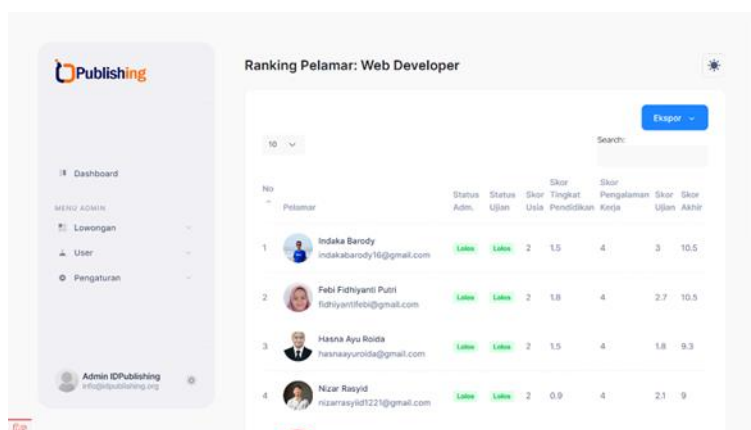 Publishing
Ranking Pelamar: Web Developer
Ekspor
10
Search:
Dashboard
MENU ADMIN
Lowongan
User
Pengaturan
Admin IDPublishing
info@idpublishing.org
No Pelamar Status Adm. Status Ujian Skor Usia Skor Tingkat Pendidikan Skor Pengalaman Kerja Skor Ujian Skor Akhir
1 Indaka Barody Lolos Lolos 2 1.5 4 3 10.5
indakabarody16@gmail.com
2 Febi Fidhiyanti Putri Lolos Lolos 2 1.8 4 2.7 10.5
fidhiyantifebi@gmail.com
3 Hasna Ayu Roida Lolos Lolos 2 1.5 4 1.8 9.3
hasnaayuroida@gmail.com
4 Nizar Rasyid Lolos Lolos 2 0.9 4 2.1 9
nizarrasyiid1221@gmail.com